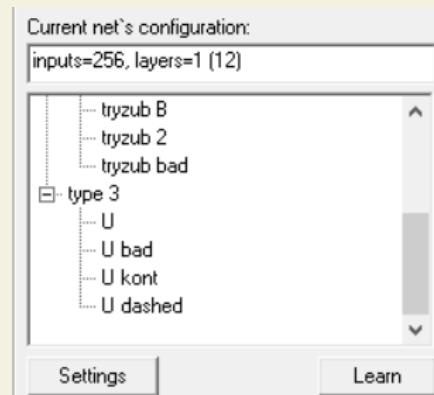 Current net`s configuration:
inputs=256, layers=1 (12)
tryzub B
tryzub 2
tryzub bad
type 3
U
U bad
U kont
U dashed
Settings Learn